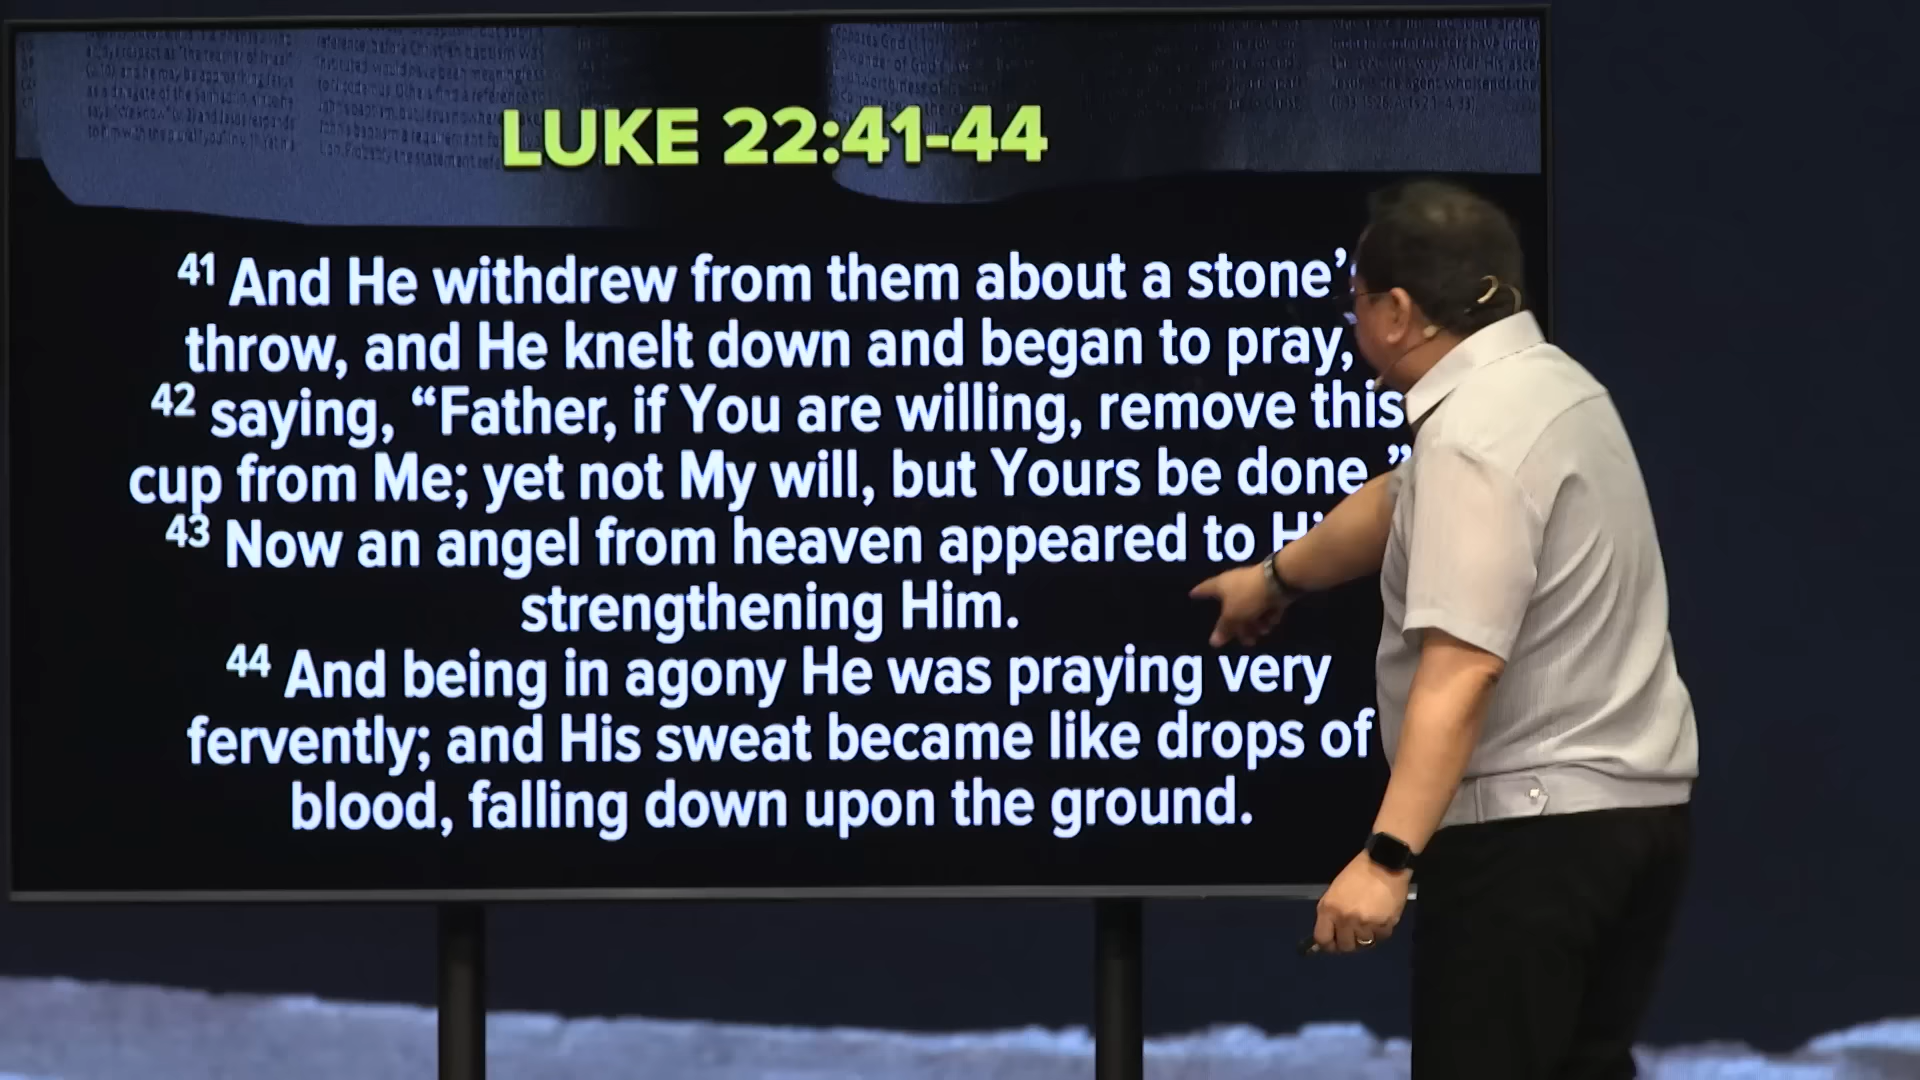 LUKE 22:41-44
41 And He withdrew from them about a stone’
throw, and He knelt down and began to pray,
42 saying, “Father, if You are willing, remove this
cup from Me; yet not My will, but Yours be done.”
43 Now an angel from heaven appeared to
strengthening Him.
44 And being in agony He was praying very
fervently; and His sweat became like drops of
blood, falling down upon the ground.